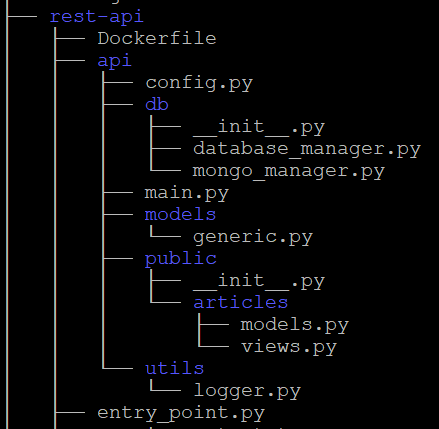 ├── rest-api
│   ├── Dockerfile
│   ├── api
│   │   ├── config.py
│   │   ├── db
│   │   │   ├── __init__.py
│   │   │   ├── database_manager.py
│   │   │   └── mongo_manager.py
│   │   ├── main.py
│   │   ├── models
│   │   │   └── generic.py
│   │   ├── public
│   │   │   ├── __init__.py
│   │   │   └── articles
│   │   │       ├── models.py
│   │   │       └── views.py
│   │   └── utils
│   │       └── logger.py
│   ├── entry_point.py